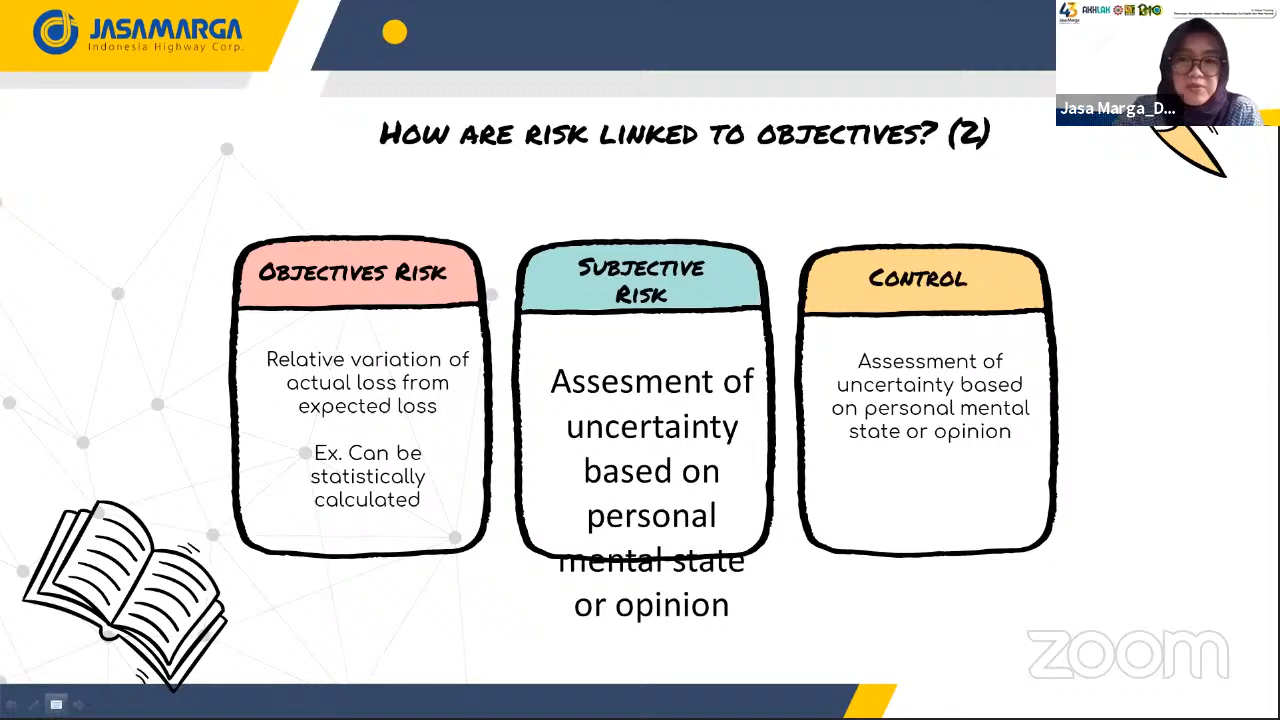 JASAMARGA
Indonesia Highway Corp.
43
AKHLAK
Jasa Marga_D...
HOW ARE RISK LINKED TO OBJECTIVES? (2)
OBJECTIVES RISK
Relative variation of
actual loss from
expected loss
Ex. Can be
statistically
calculated
SUBJECTIVE
RISK
Assesment of
uncertainty
based on
personal
mental state
or opinion
CONTROL
Assessment of
uncertainty based
on personal mental
state or opinion
zoom